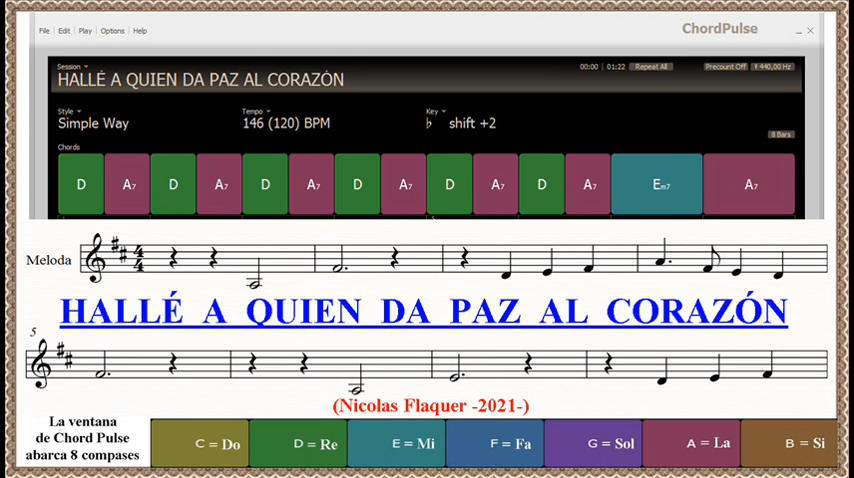 File Edit Play Options Help
ChordPulse
Session
HALLÉ A QUIEN DA PAZ AL CORAZÓN
00:00 01:22 Repeat All Precount Off 440,00 Hz
Style
Simple Way
Tempo
146 (120) BPM
Key
♭ shift +2
8 Bars
Chords
D A7 D A7 D A7 D A7 D A7 D A7 Em7 A7
Meloda
4
4
HALLÉ A QUIEN DA PAZ AL CORAZÓN
5
(Nicolas Flaquer -2021-)
La ventana
de Chord Pulse
abarca 8 compases
C = Do D = Re E = Mi F = Fa G = Sol A = La B = Si